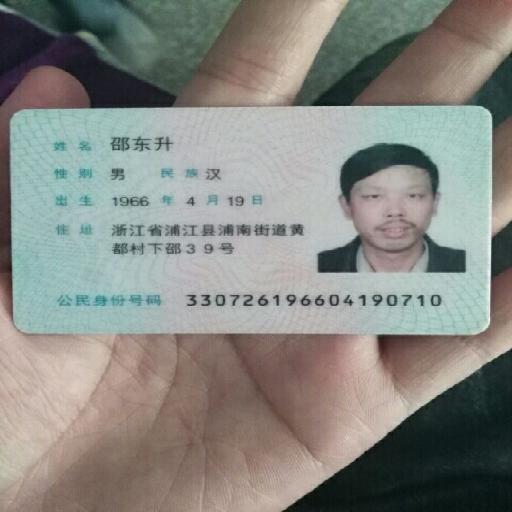 姓名 邵东升
性别 男 民族 汉
出生 1966 年 4 月 19 日
住址 浙江省浦江县浦南街道黄
都村下邵39号
公民身份号码 330726196604190710